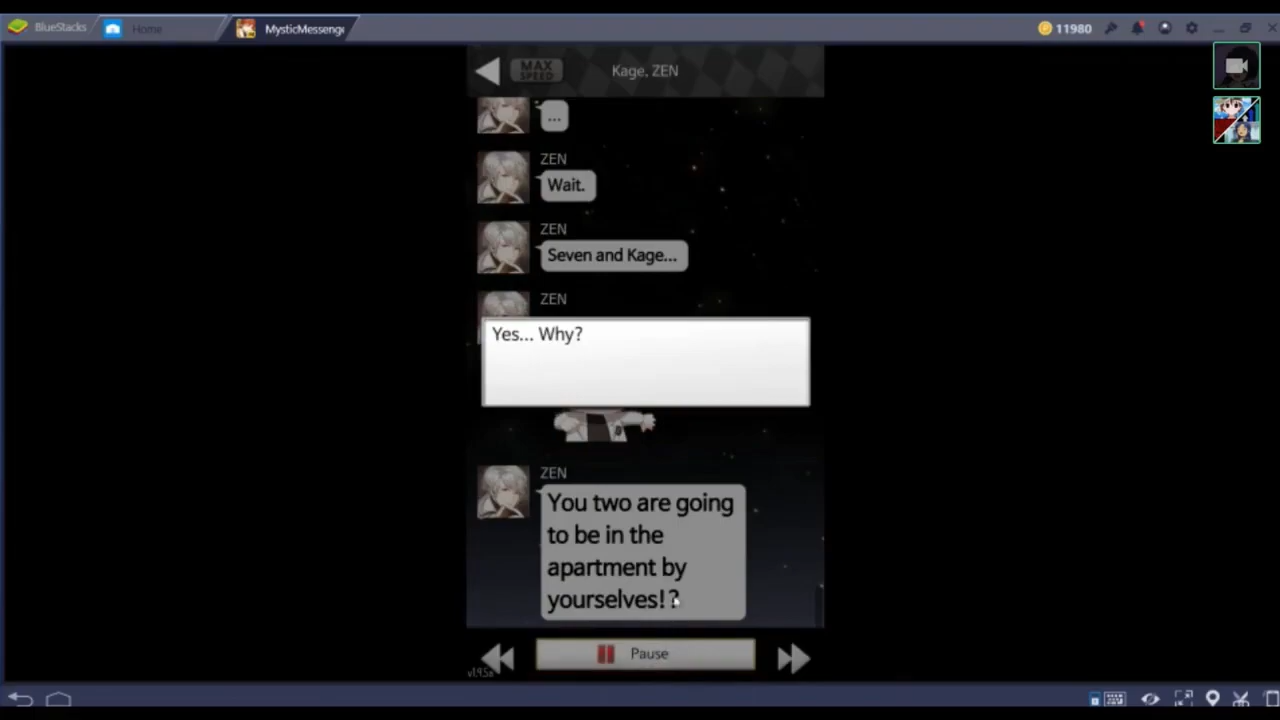 BlueStacks
Home
MysticMessenge
11980
MAX
SPEED
Kage, ZEN
...
ZEN
Wait.
ZEN
Seven and Kage...
ZEN
Yes... Why?
ZEN
You two are going
to be in the
apartment by
yourselves!?
Pause